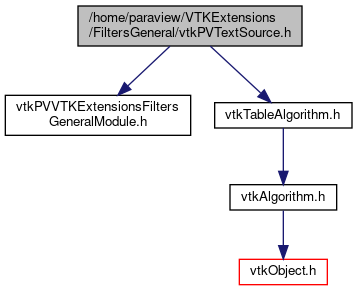 /home/paraview/VTKExtensions
/FiltersGeneral/vtkPVTextSource.h
vtkPVVTKExtensionsFilters
GeneralModule.h
vtkTableAlgorithm.h
vtkAlgorithm.h
vtkObject.h